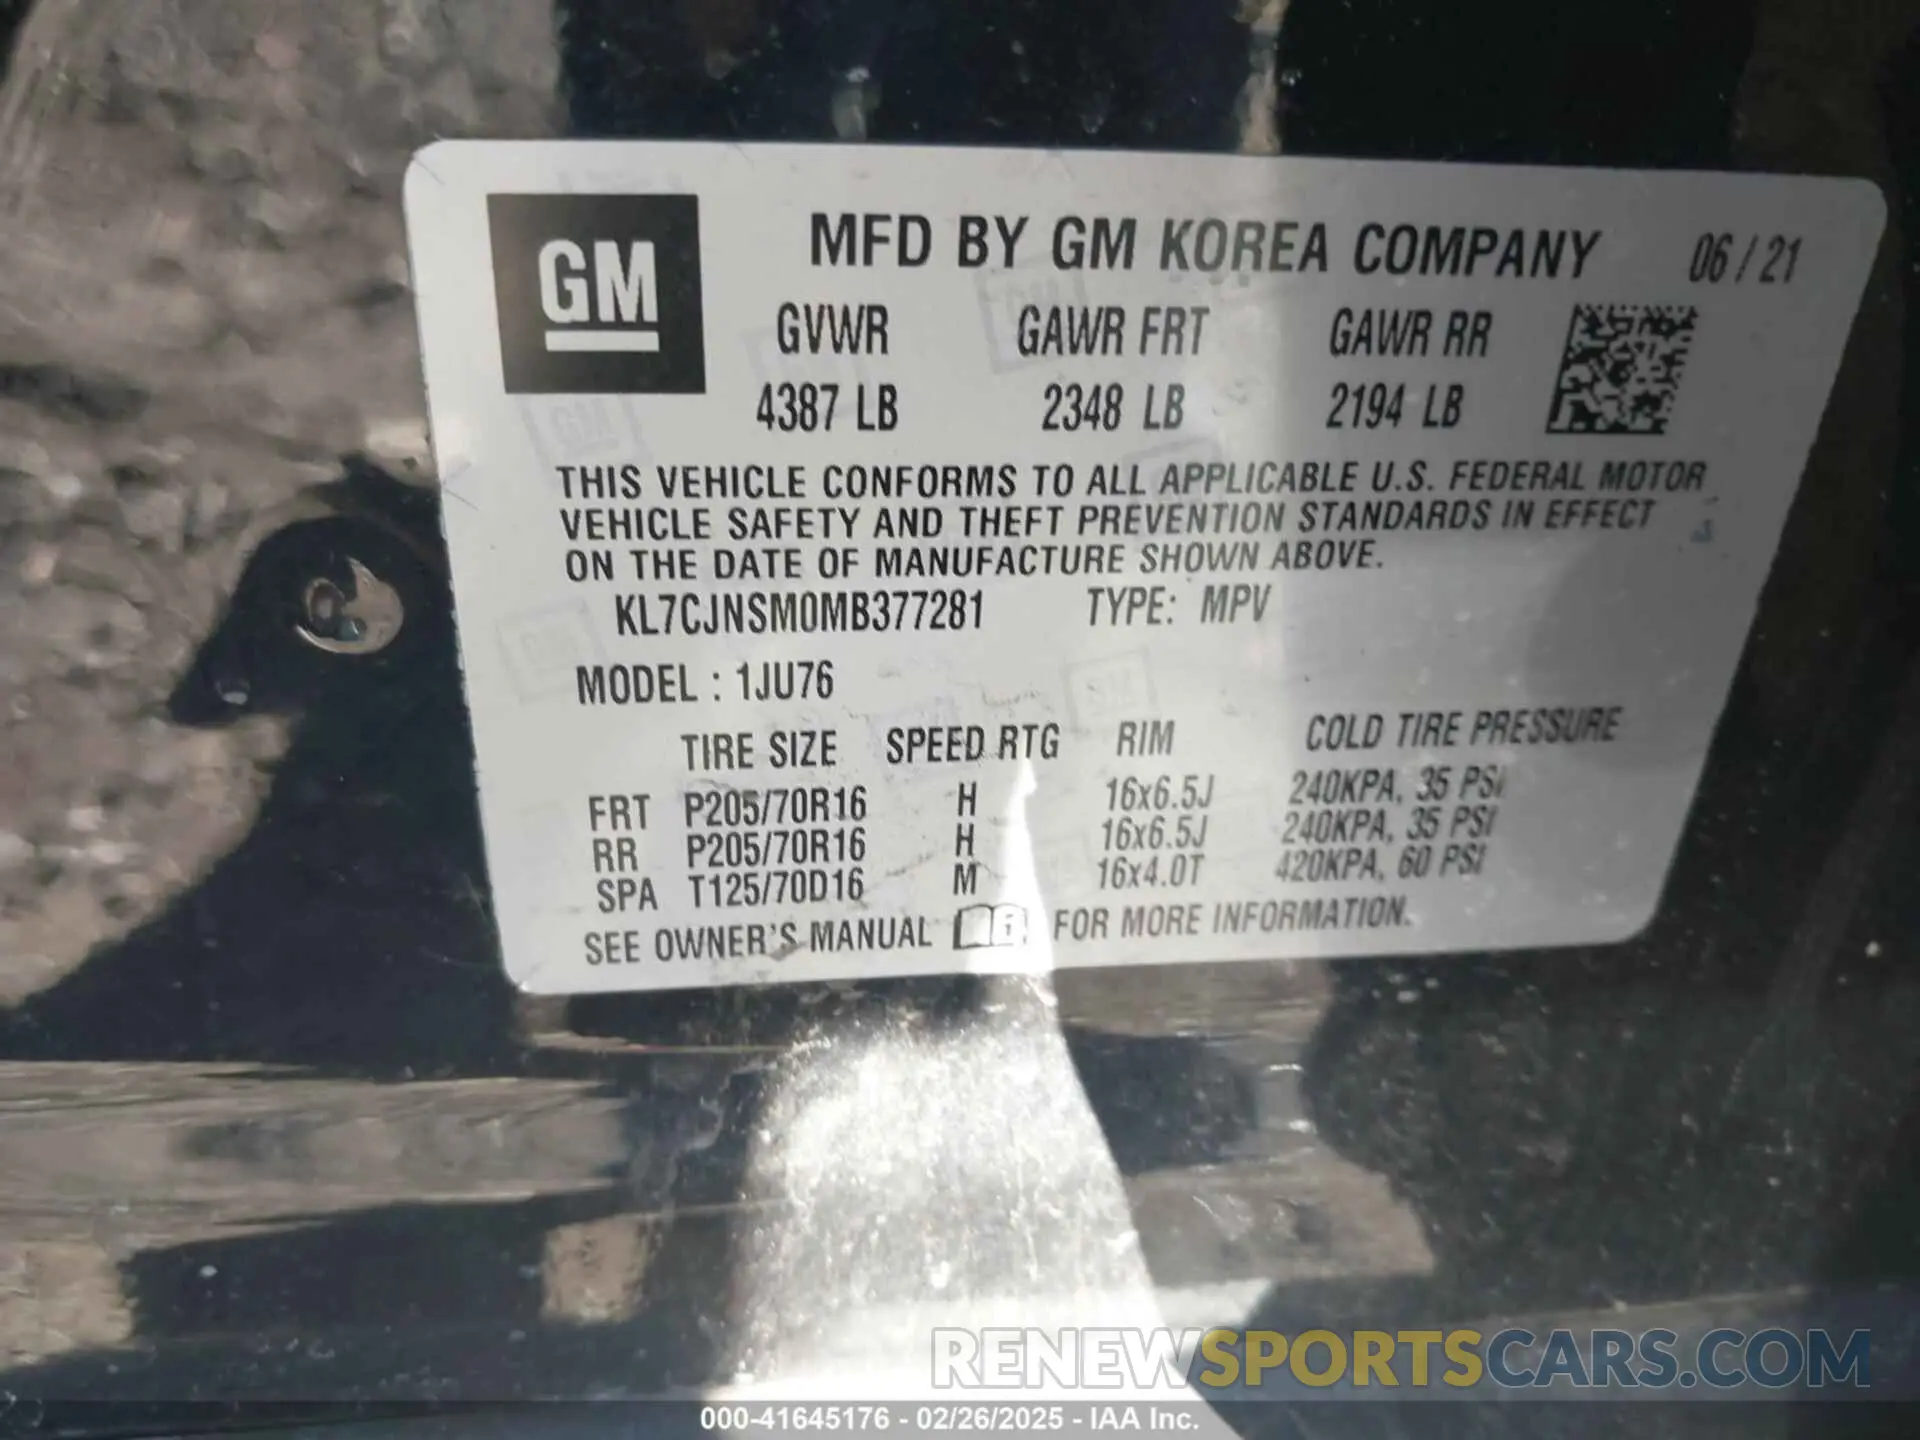 GM
MFD BY GM KOREA COMPANY 06/21
GVWR GAWR FRT GAWR RR
4387 LB 2348 LB 2194 LB
THIS VEHICLE CONFORMS TO ALL APPLICABLE U.S. FEDERAL MOTOR
VEHICLE SAFETY AND THEFT PREVENTION STANDARDS IN EFFECT
ON THE DATE OF MANUFACTURE SHOWN ABOVE.
KL7CJNSM0MB377281 TYPE: MPV
MODEL : 1JU76
TIRE SIZE SPEED RTG RIM COLD TIRE PRESSURE
FRT P205/70R16 H 16x6.5J 240KPA, 35 PSI
RR P205/70R16 H 16x6.5J 240KPA, 35 PSI
SPA T125/70D16 M 16x4.0T 420KPA, 60 PSI
SEE OWNER'S MANUAL FOR MORE INFORMATION.
RENEWSPORTSCARS.COM
000-41645176 - 02/26/2025 - IAA Inc.